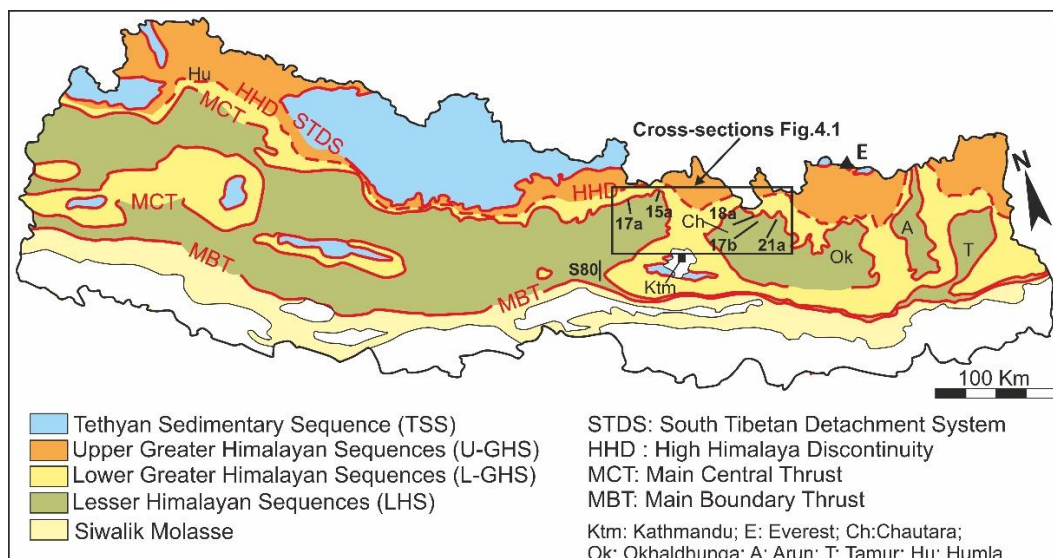 Hu
MCT
HHD
STDS
Cross-sections Fig.4.1
E
N
HHD
MCT
17a
15a
Ch
18a
17b
21a
Ok
A
T
MBT
S80
Ktm
MBT
100 Km
Tethyan Sedimentary Sequence (TSS)
Upper Greater Himalayan Sequences (U-GHS)
Lower Greater Himalayan Sequences (L-GHS)
Lesser Himalayan Sequences (LHS)
Siwalik Molasse
STDS: South Tibetan Detachment System
HHD : High Himalaya Discontinuity
MCT: Main Central Thrust
MBT: Main Boundary Thrust
Ktm: Kathmandu; E: Everest; Ch:Chautara;
Ok: Okhaldhunga; A: Arun; T: Tamur; Hu: Humla